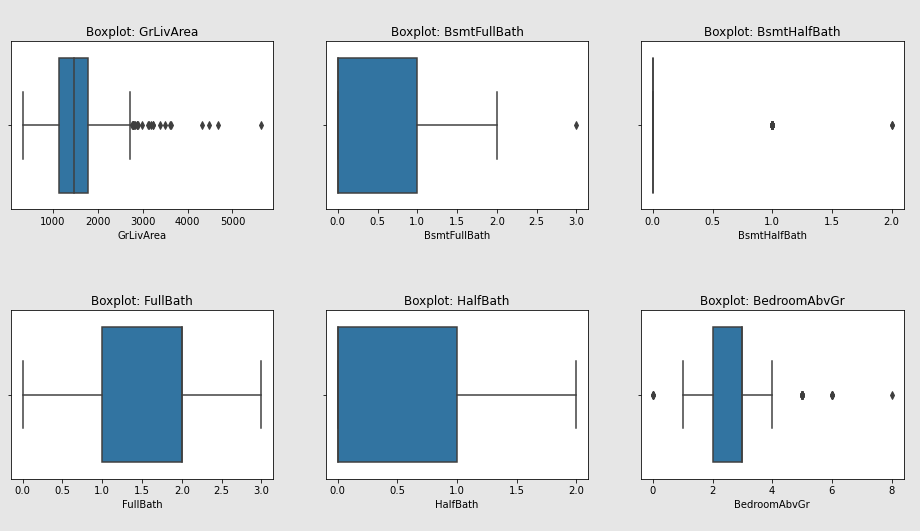 Boxplot: GrLivArea
Boxplot: BsmtFullBath
Boxplot: BsmtHalfBath
1000 2000 3000 4000 5000
0.0 0.5 1.0 1.5 2.0 2.5 3.0
0.0 0.5 1.0 1.5 2.0
GrLivArea
BsmtFullBath
BsmtHalfBath
Boxplot: FullBath
Boxplot: HalfBath
Boxplot: BedroomAbvGr
0.0 0.5 1.0 1.5 2.0 2.5 3.0
0.0 0.5 1.0 1.5 2.0
0 2 4 6 8
FullBath
HalfBath
BedroomAbvGr